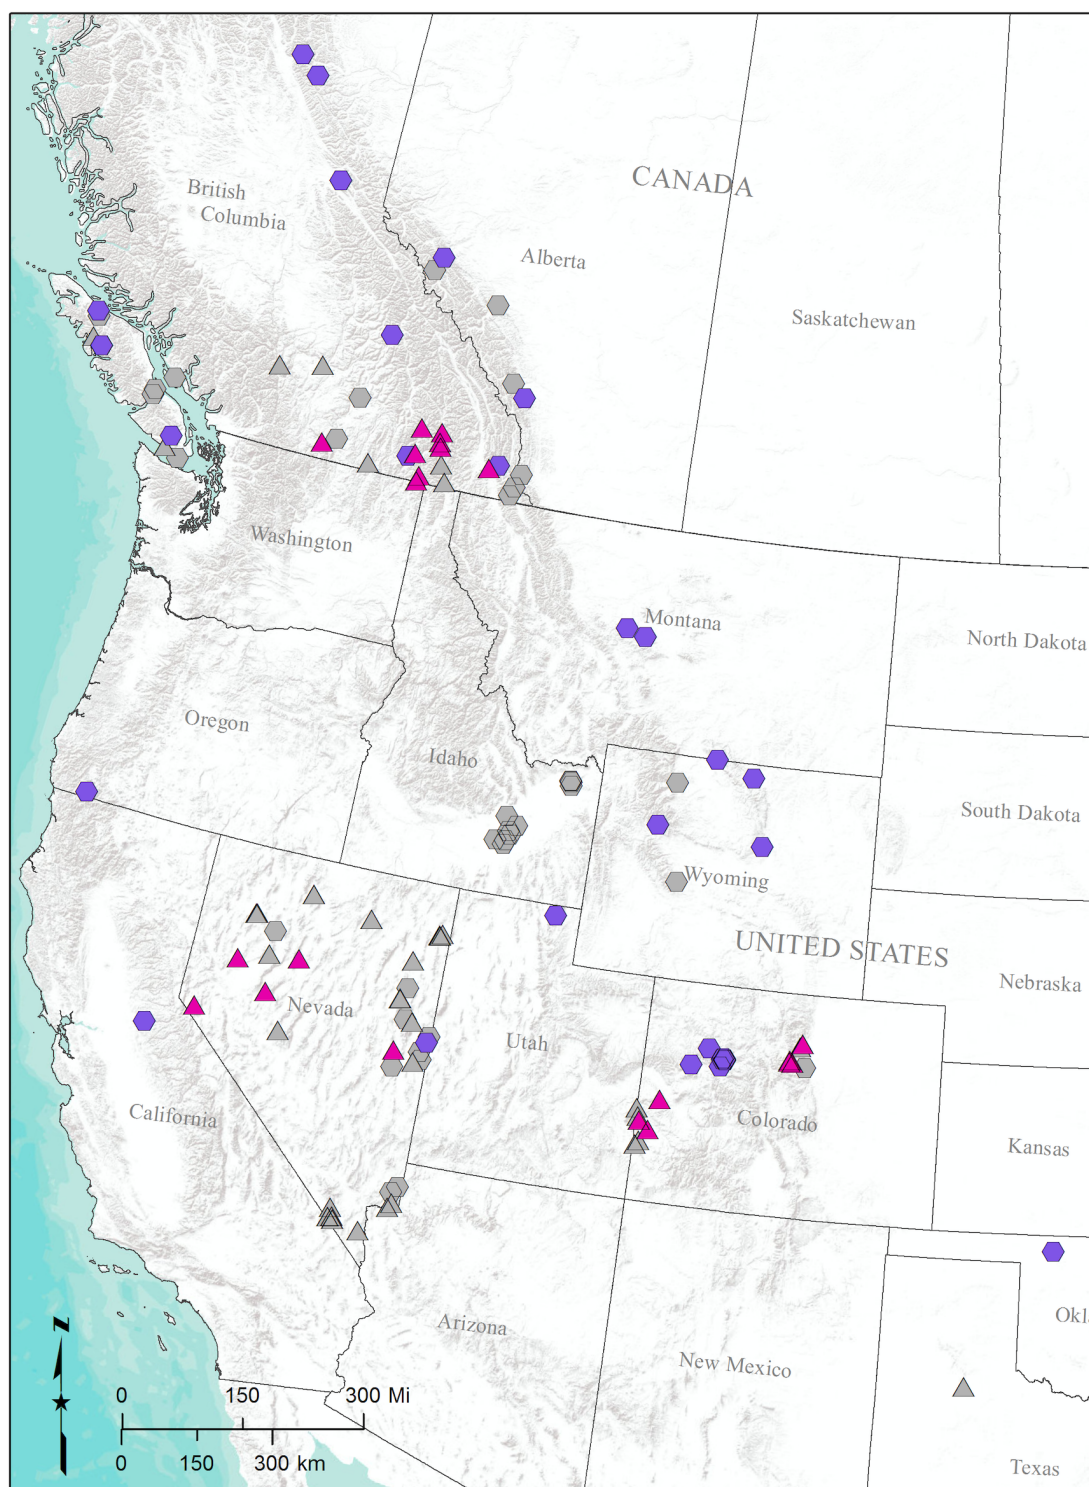 CANADA
British
Columbia
Alberta
Saskatchewan
Washington
Montana
North Dakota
Oregon
Idaho
South Dakota
Wyoming
UNITED STATES
Nebraska
Nevada
Utah
California
Colorado
Kansas
Arizona
Okla
New Mexico
Texas
N
0 150 300 Mi
0 150 300 km